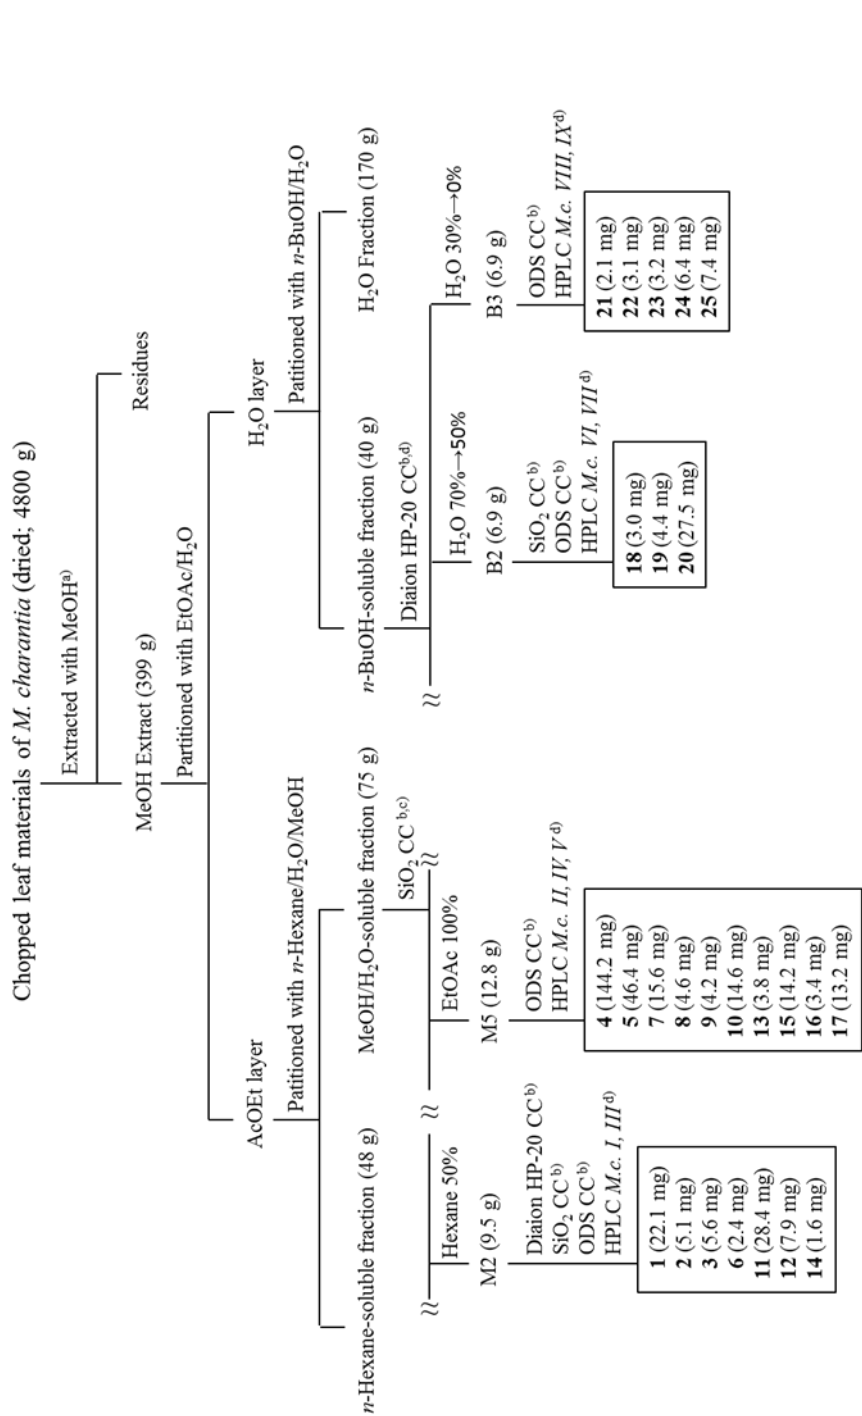 Chopped leaf materials of M. charantia (dried; 4800 g)
Extracted with MeOHa)
MeOH Extract (399 g)
Residues
Partitioned with EtOAc/H2O
AcOEt layer
H2O layer
Patitioned with n-Hexane/H2O/MeOH
Patitioned with n-BuOH/H2O
n-Hexane-soluble fraction (48 g)
MeOH/H2O-soluble fraction (75 g)
n-BuOH-soluble fraction (40 g)
H2O Fraction (170 g)
SiO2 CC b,c)
Diaion HP-20 CCb,d)
Hexane 50%
EtOAc 100%
H2O 70%→50%
H2O 30%→0%
M2 (9.5 g)
M5 (12.8 g)
B2 (6.9 g)
B3 (6.9 g)
Diaion HP-20 CCb)
SiO2 CCb)
ODS CCb)
HPLC M.c. I, IIId)
1 (22.1 mg)
2 (5.1 mg)
3 (5.6 mg)
6 (2.4 mg)
11 (28.4 mg)
12 (7.9 mg)
14 (1.6 mg)
ODS CCb)
HPLC M.c. II, IV, Vd)
4 (144.2 mg)
5 (46.4 mg)
7 (15.6 mg)
8 (4.6 mg)
9 (4.2 mg)
10 (14.6 mg)
13 (3.8 mg)
15 (14.2 mg)
16 (3.4 mg)
17 (13.2 mg)
SiO2 CC b)
ODS CCb)
HPLC M.c. VI, VII d)
18 (3.0 mg)
19 (4.4 mg)
20 (27.5 mg)
ODS CCb)
HPLC M.c. VIII, IXd)
21 (2.1 mg)
22 (3.1 mg)
23 (3.2 mg)
24 (6.4 mg)
25 (7.4 mg)